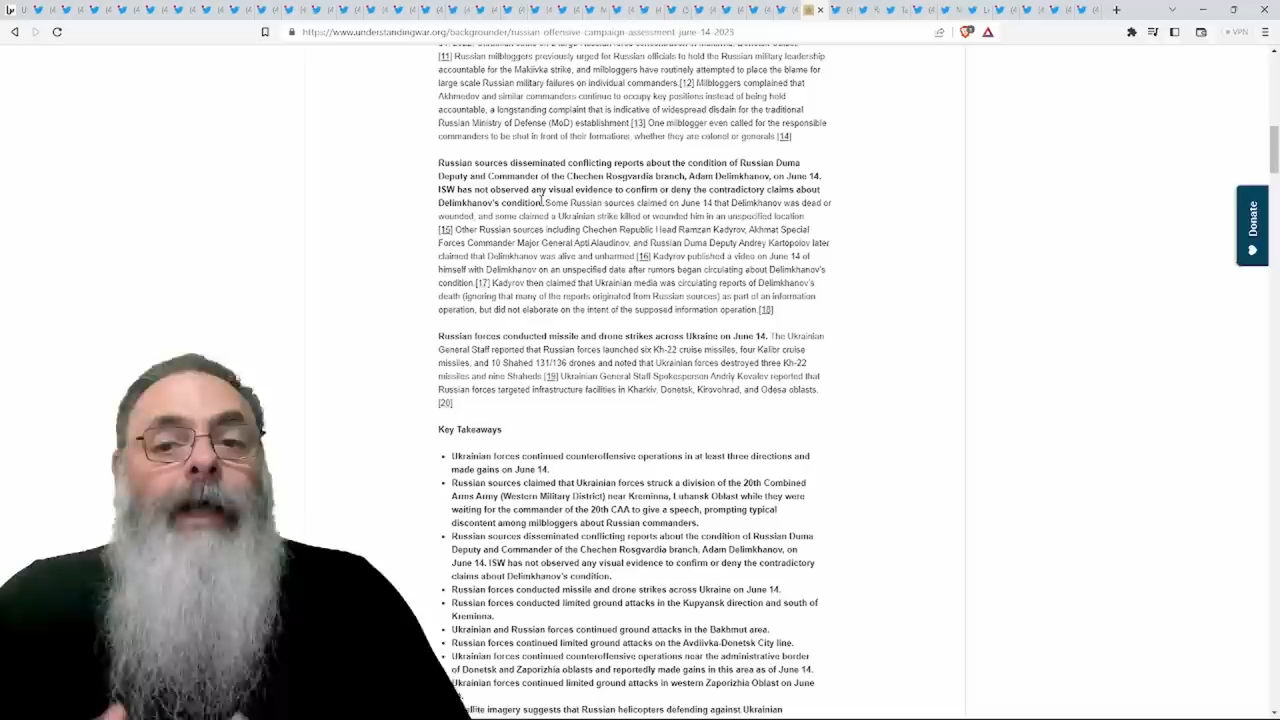 https://www.understandingwar.org/backgrounder/russian-offensive-campaign-assessment-june-14-2023
VPN
[11] Russian milbloggers previously urged for Russian officials to hold the Russian military leadership
accountable for the Makiivka strike, and milbloggers have routinely attempted to place the blame for
large scale Russian military failures on individual commanders.[12] Milbloggers complained that
Akhmedov and similar commanders continue to occupy key positions instead of being held
accountable, a longstanding complaint that is indicative of widespread disdain for the traditional
Russian Ministry of Defense (MoD) establishment.[13] One milblogger even called for the responsible
commanders to be shot in front of their formations, whether they are colonel or generals [14]
Russian sources disseminated conflicting reports about the condition of Russian Duma
Deputy and Commander of the Chechen Rosgvardia branch, Adam Delimkhanov, on June 14.
ISW has not observed any visual evidence to confirm or deny the contradictory claims about
Delimkhanov's condition. Some Russian sources claimed on June 14 that Delimkhanov was dead or
wounded, and some claimed a Ukrainian strike killed or wounded him in an unspecified location
[15] Other Russian sources including Chechen Republic Head Ramzan Kadyrov, Akhmat Special
Forces Commander Major General Apti Alaudinov, and Russian Duma Deputy Andrey Kartopolov later
claimed that Delimkhanov was alive and unharmed [16] Kadyrov published a video on June 14 of
himself with Delimkhanov on an unspecified date after rumors began circulating about Delimkhanov's
condition.[17] Kadyrov then claimed that Ukrainian media was circulating reports of Delimkhanov's
death (ignoring that many of the reports originated from Russian sources) as part of an information
operation, but did not elaborate on the intent of the supposed information operation.[18]
Russian forces conducted missile and drone strikes across Ukraine on June 14. The Ukrainian
General Staff reported that Russian forces launched six Kh-22 cruise missiles, four Kalibr cruise
missiles, and 10 Shahed 131/136 drones and noted that Ukrainian forces destroyed three Kh-22
missiles and nine Shaheds [19] Ukrainian General Staff Spokesperson Andriy Kovalev reported that
Russian forces targeted infrastructure facilities in Kharkiv, Donetsk, Kirovohrad, and Odesa oblasts.
[20]
Key Takeaways
• Ukrainian forces continued counteroffensive operations in at least three directions and
made gains on June 14.
• Russian sources claimed that Ukrainian forces struck a division of the 20th Combined
Arms Army (Western Military District) near Kreminna, Luhansk Oblast while they were
waiting for the commander of the 20th CAA to give a speech, prompting typical
discontent among milbloggers about Russian commanders.
• Russian sources disseminated conflicting reports about the condition of Russian Duma
Deputy and Commander of the Chechen Rosgvardia branch, Adam Delimkhanov, on
June 14. ISW has not observed any visual evidence to confirm or deny the contradictory
claims about Delimkhanov's condition.
• Russian forces conducted missile and drone strikes across Ukraine on June 14.
• Russian forces conducted limited ground attacks in the Kupyansk direction and south of
Kreminna.
• Ukrainian and Russian forces continued ground attacks in the Bakhmut area.
• Russian forces continued limited ground attacks on the Avdiivka-Donetsk City line.
• Ukrainian forces continued counteroffensive operations near the administrative border
of Donetsk and Zaporizhia oblasts and reportedly made gains in this area as of June 14.
Ukrainian forces continued limited ground attacks in western Zaporizhia Oblast on June
ellite imagery suggests that Russian helicopters defending against Ukrainian
Donate